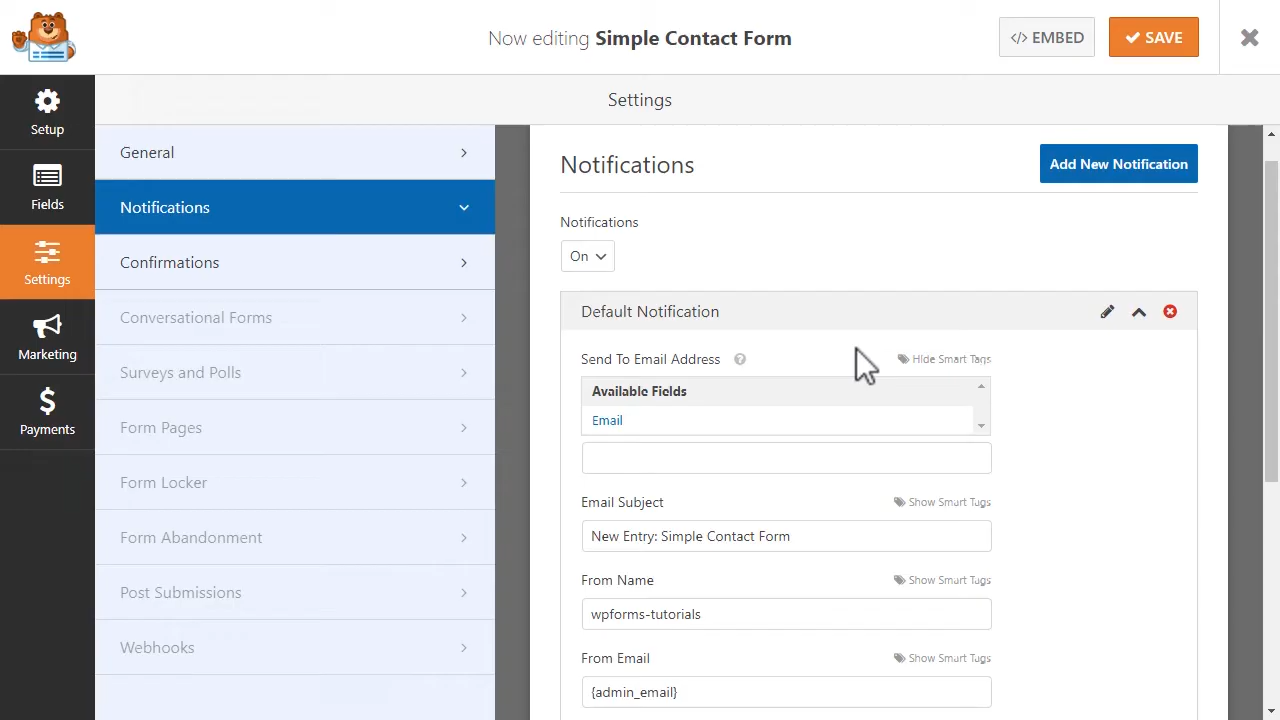 Now editing Simple Contact Form
</> EMBED
SAVE
Settings
Setup
Fields
Settings
Marketing
Payments
General
Notifications
Confirmations
Conversational Forms
Surveys and Polls
Form Pages
Form Locker
Form Abandonment
Post Submissions
Webhooks
Notifications
Add New Notification
Notifications
On
Default Notification
Send To Email Address
Hide Smart Tags
Available Fields
Email
Email Subject
Show Smart Tags
New Entry: Simple Contact Form
From Name
Show Smart Tags
wpforms-tutorials
From Email
Show Smart Tags
{admin_email}